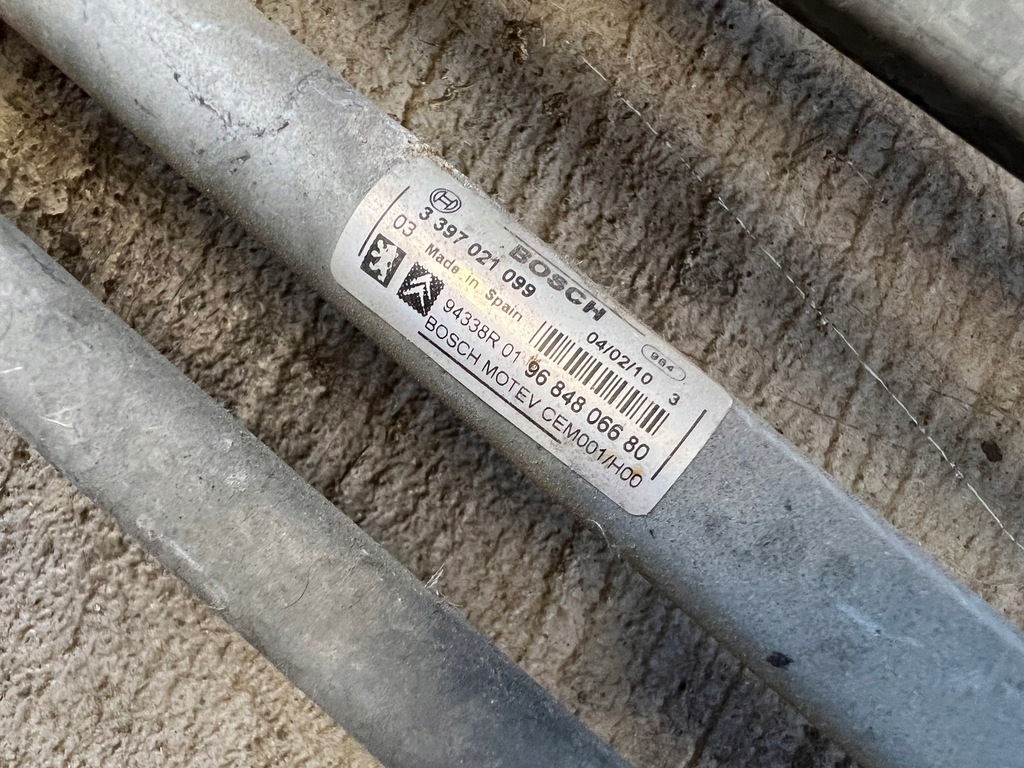 BOSCH
3 397 021 099
03 Made in Spain
04/02/10
984
3
94338R 01
96 848 066 80
BOSCH MOTEV CEM001/H00